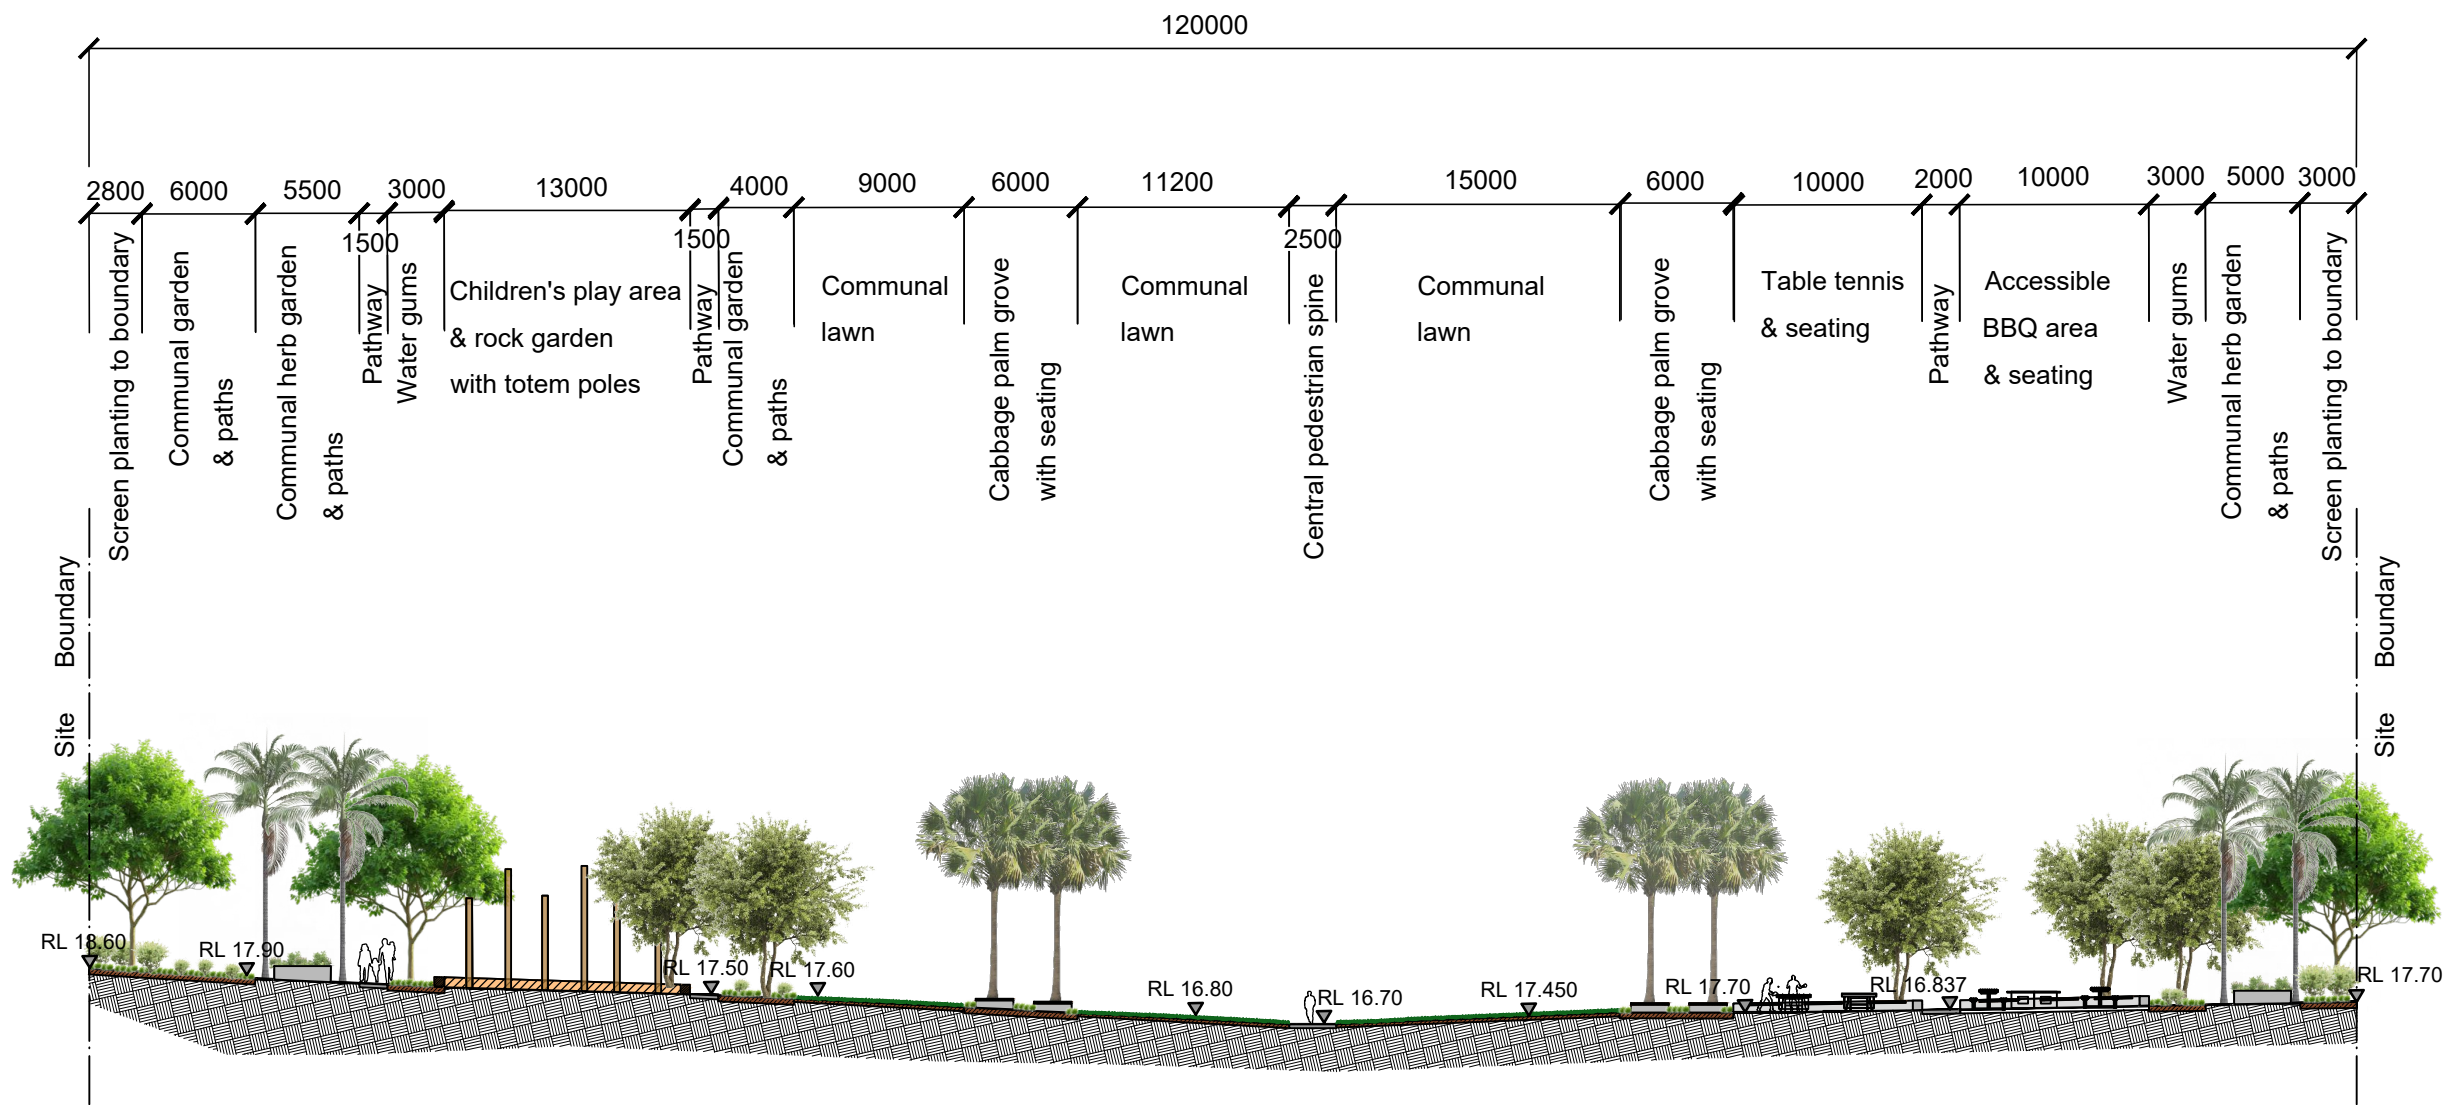 120000
2800
6000
5500
1500
3000
13000
1500
4000
9000
6000
11200
2500
15000
6000
10000
2000
10000
3000
5000
3000
Screen planting to boundary
Communal garden
& paths
Communal herb garden
& paths
Pathway
Water gums
Children's play area
& rock garden
with totem poles
Pathway
Communal garden
& paths
Communal
lawn
Cabbage palm grove
with seating
Communal
lawn
Central pedestrian spine
Communal
lawn
Cabbage palm grove
with seating
Table tennis
& seating
Pathway
Accessible
BBQ area
& seating
Water gums
Communal herb garden
& paths
Screen planting to boundary
Site Boundary
Site Boundary
RL 18.60
RL 17.90
RL 17.50
RL 17.60
RL 16.80
RL 16.70
RL 17.450
RL 17.70
RL 16.837
RL 17.70